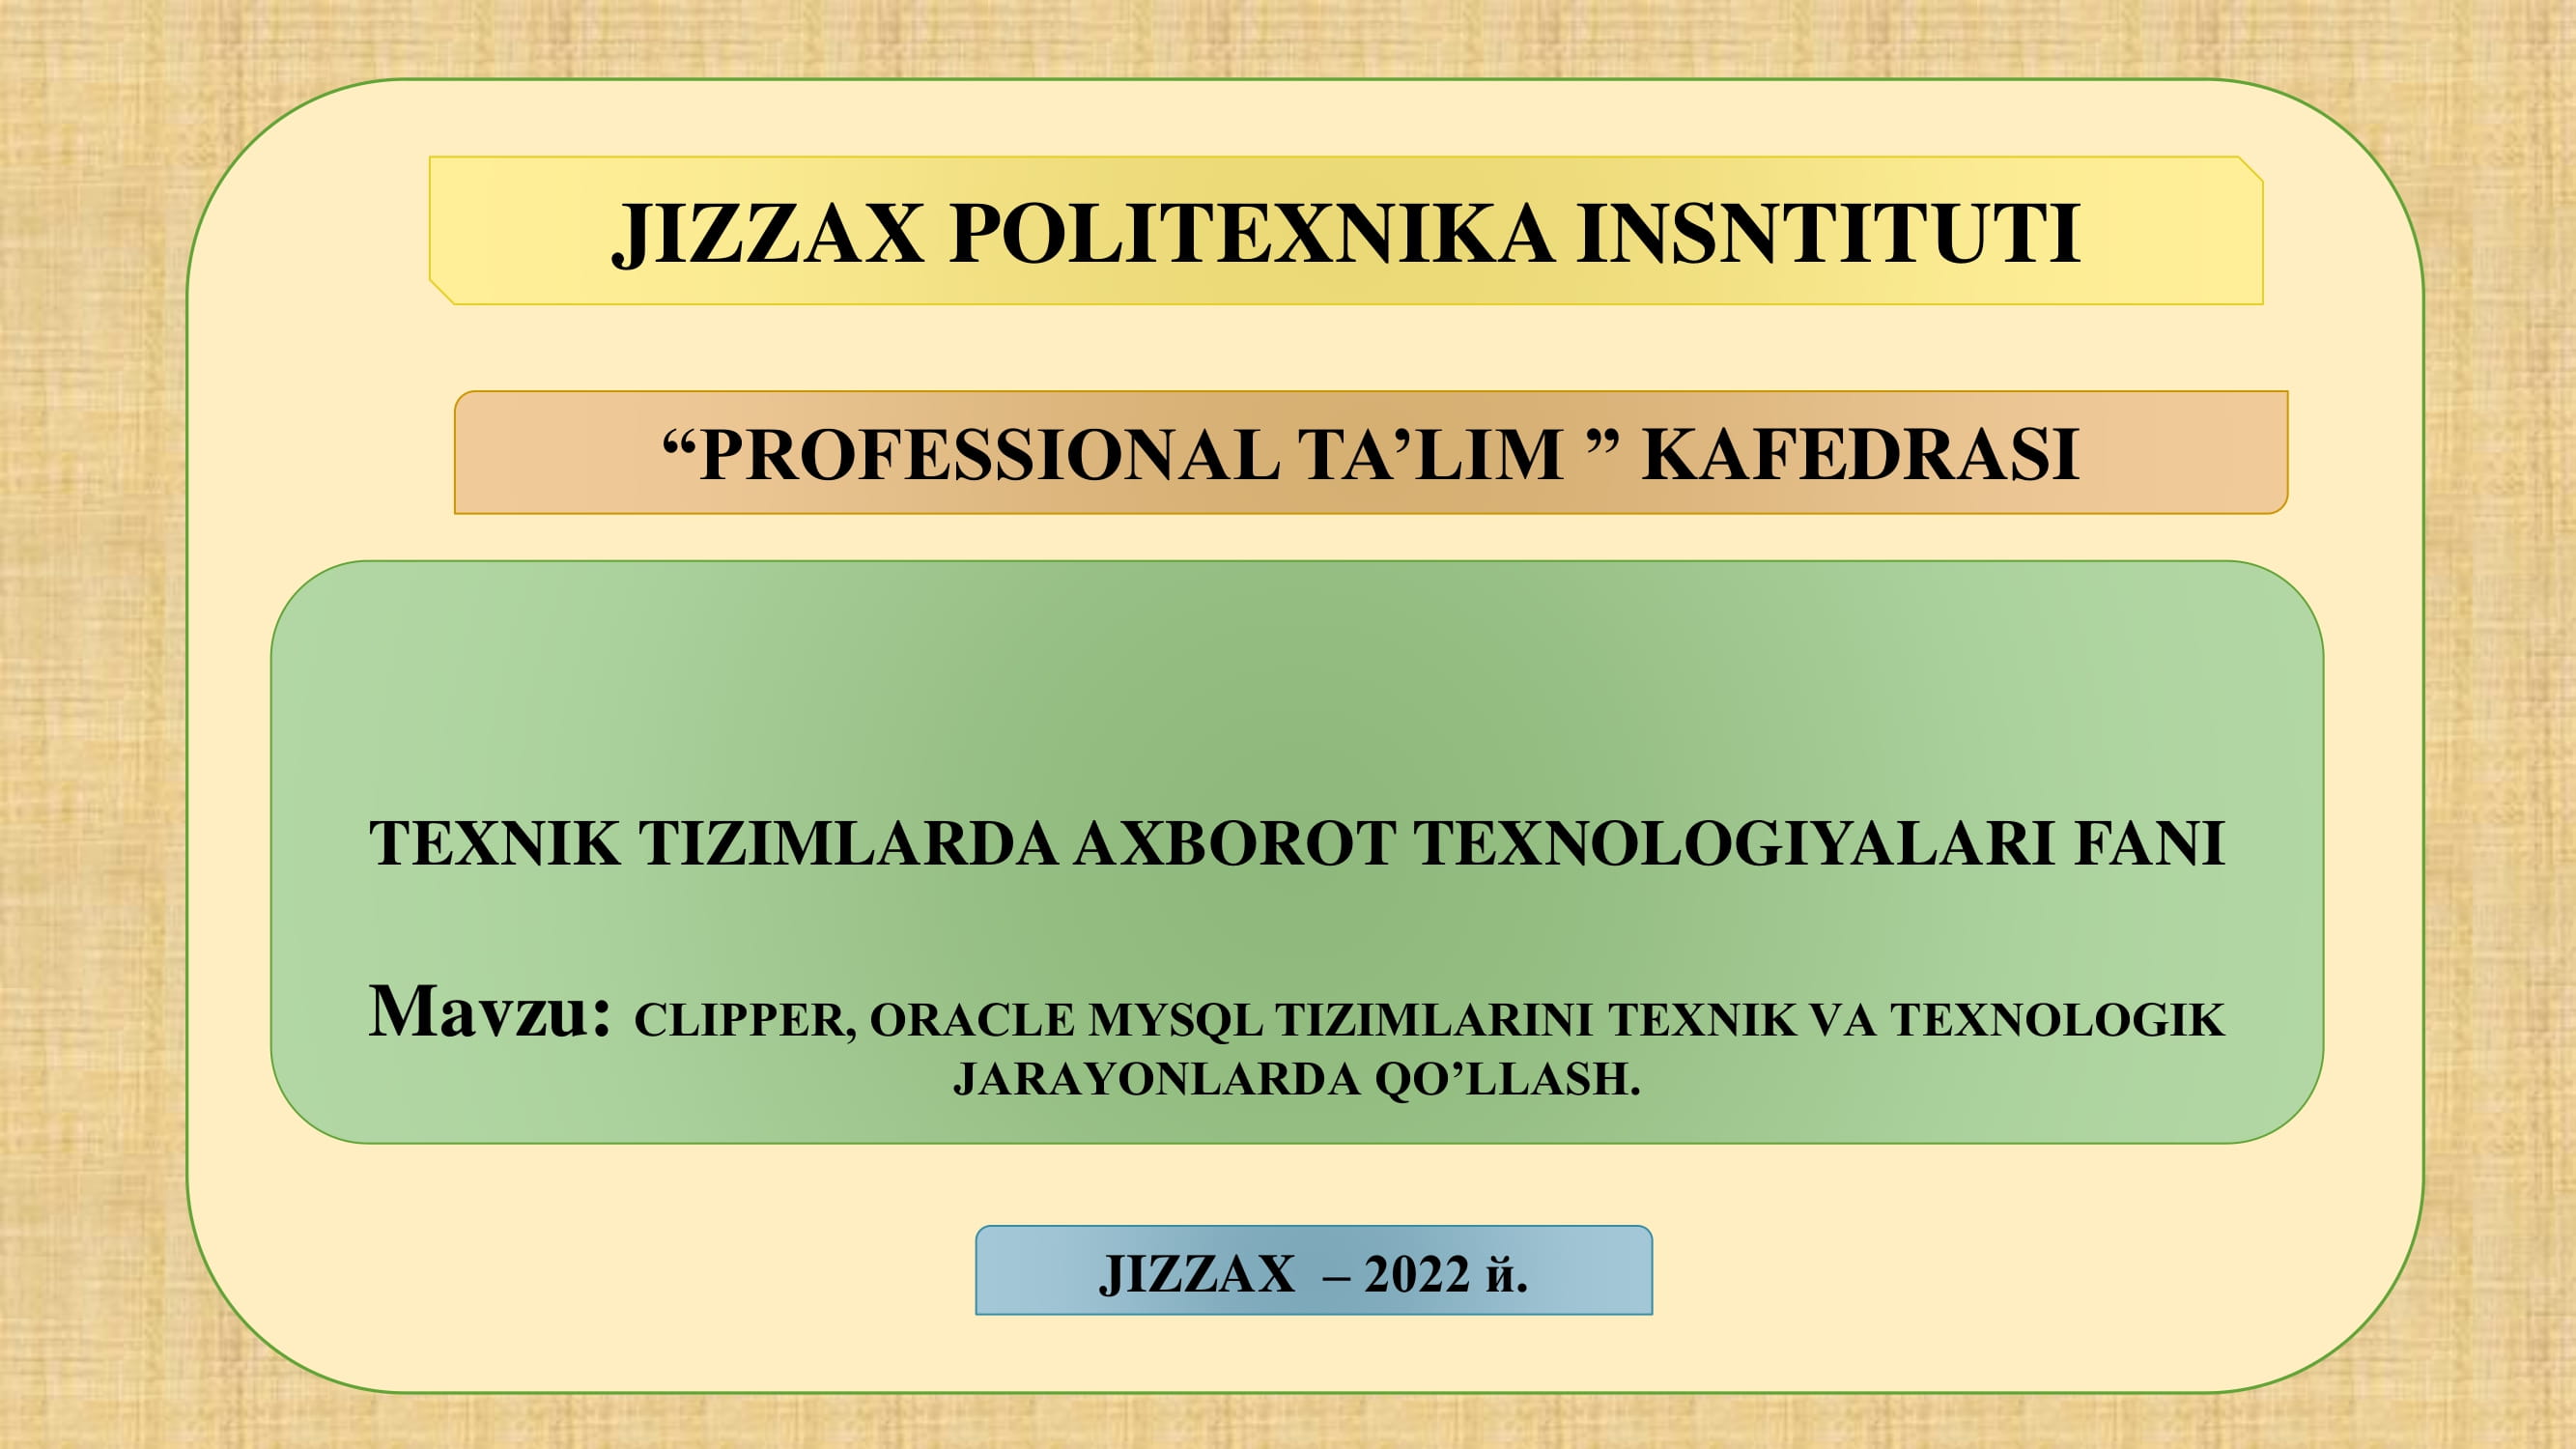 JIZZAX POLITEXNIKA INSNTITUTI
“PROFESSIONAL TA’LIM ” KAFEDRASI
TEXNIK TIZIMLARDA AXBOROT TEXNOLOGIYALARI FANI
Mavzu: CLIPPER, ORACLE MYSQL TIZIMLARINI TEXNIK VA TEXNOLOGIK
JARAYONLARDA QO’LLASH.
JIZZAX – 2022 й.